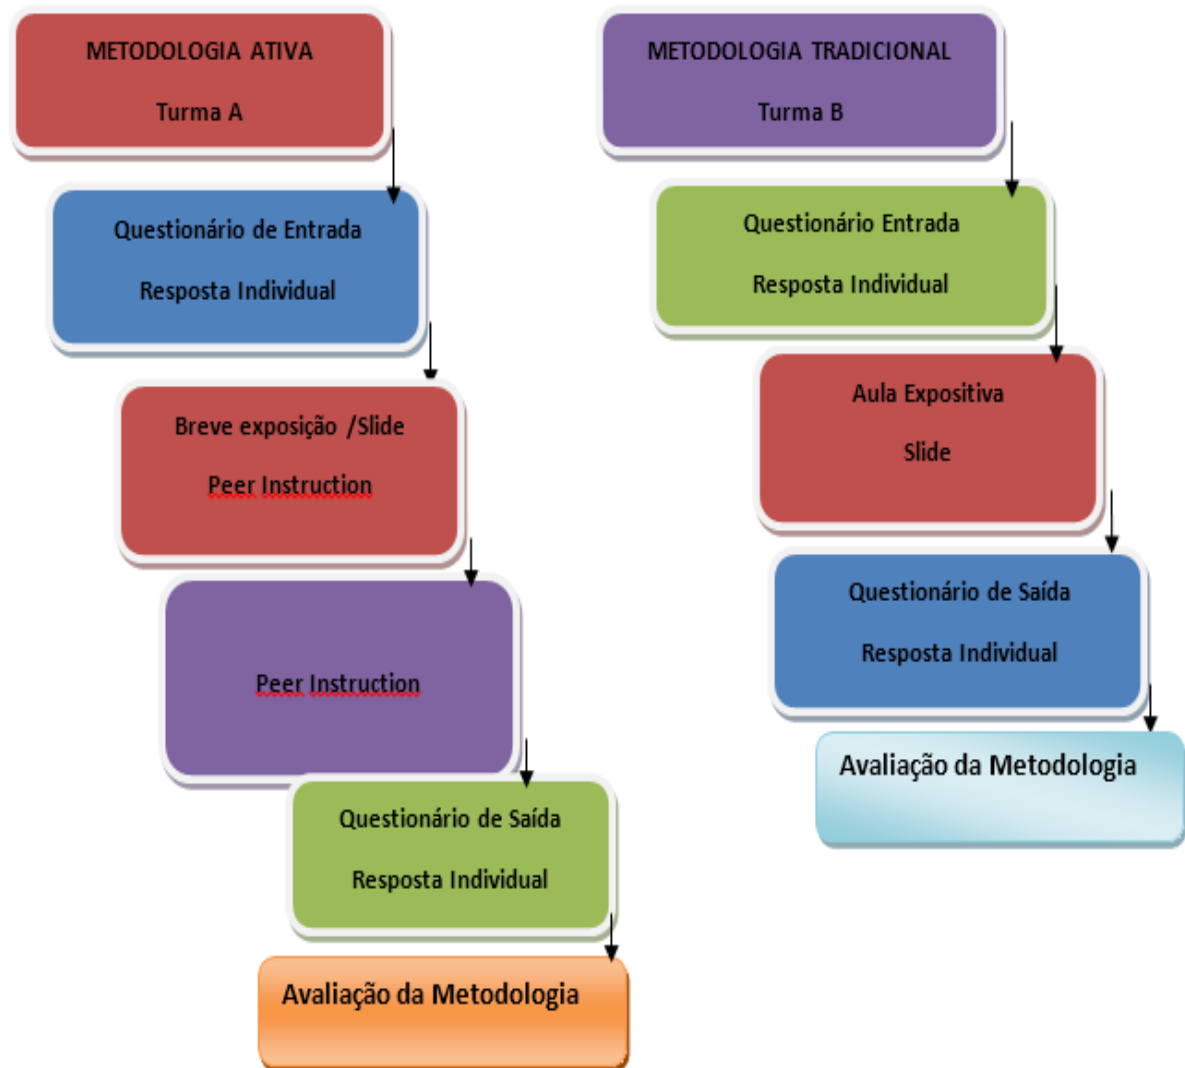 METODOLOGIA ATIVA
Turma A
Questionário de Entrada
Resposta Individual
Breve exposição /Slide
Peer Instruction
Peer Instruction
Questionário de Saída
Resposta Individual
Avaliação da Metodologia
METODOLOGIA TRADICIONAL
Turma B
Questionário Entrada
Resposta Individual
Aula Expositiva
Slide
Questionário de Saída
Resposta Individual
Avaliação da Metodologia